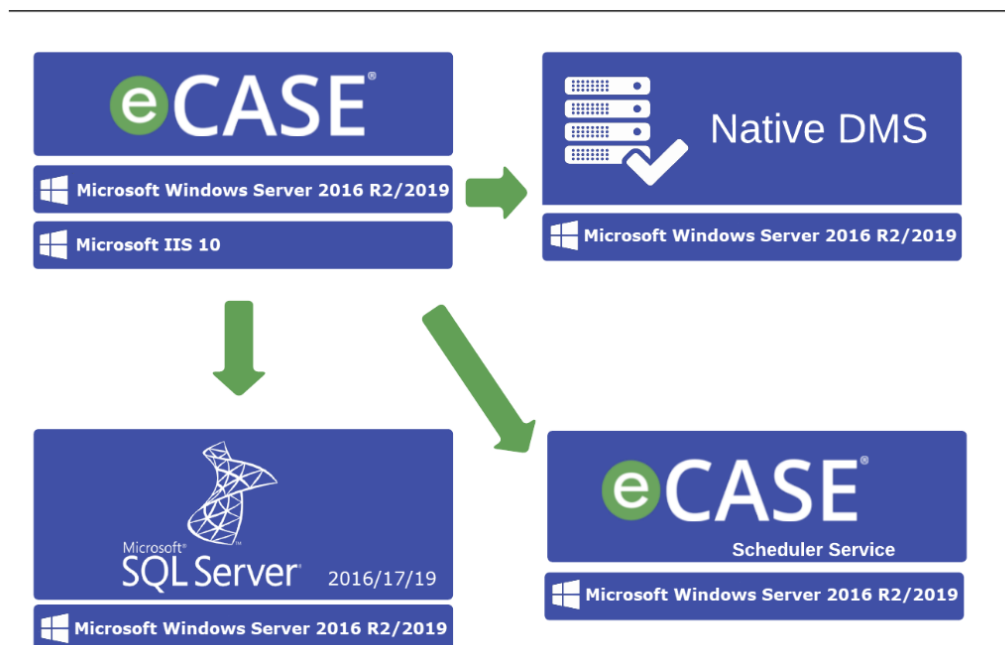 eCASE®
Microsoft Windows Server 2016 R2/2019
Microsoft IIS 10
Native DMS
Microsoft Windows Server 2016 R2/2019
Microsoft®
SQL Server® 2016/17/19
Microsoft Windows Server 2016 R2/2019
eCASE®
Scheduler Service
Microsoft Windows Server 2016 R2/2019